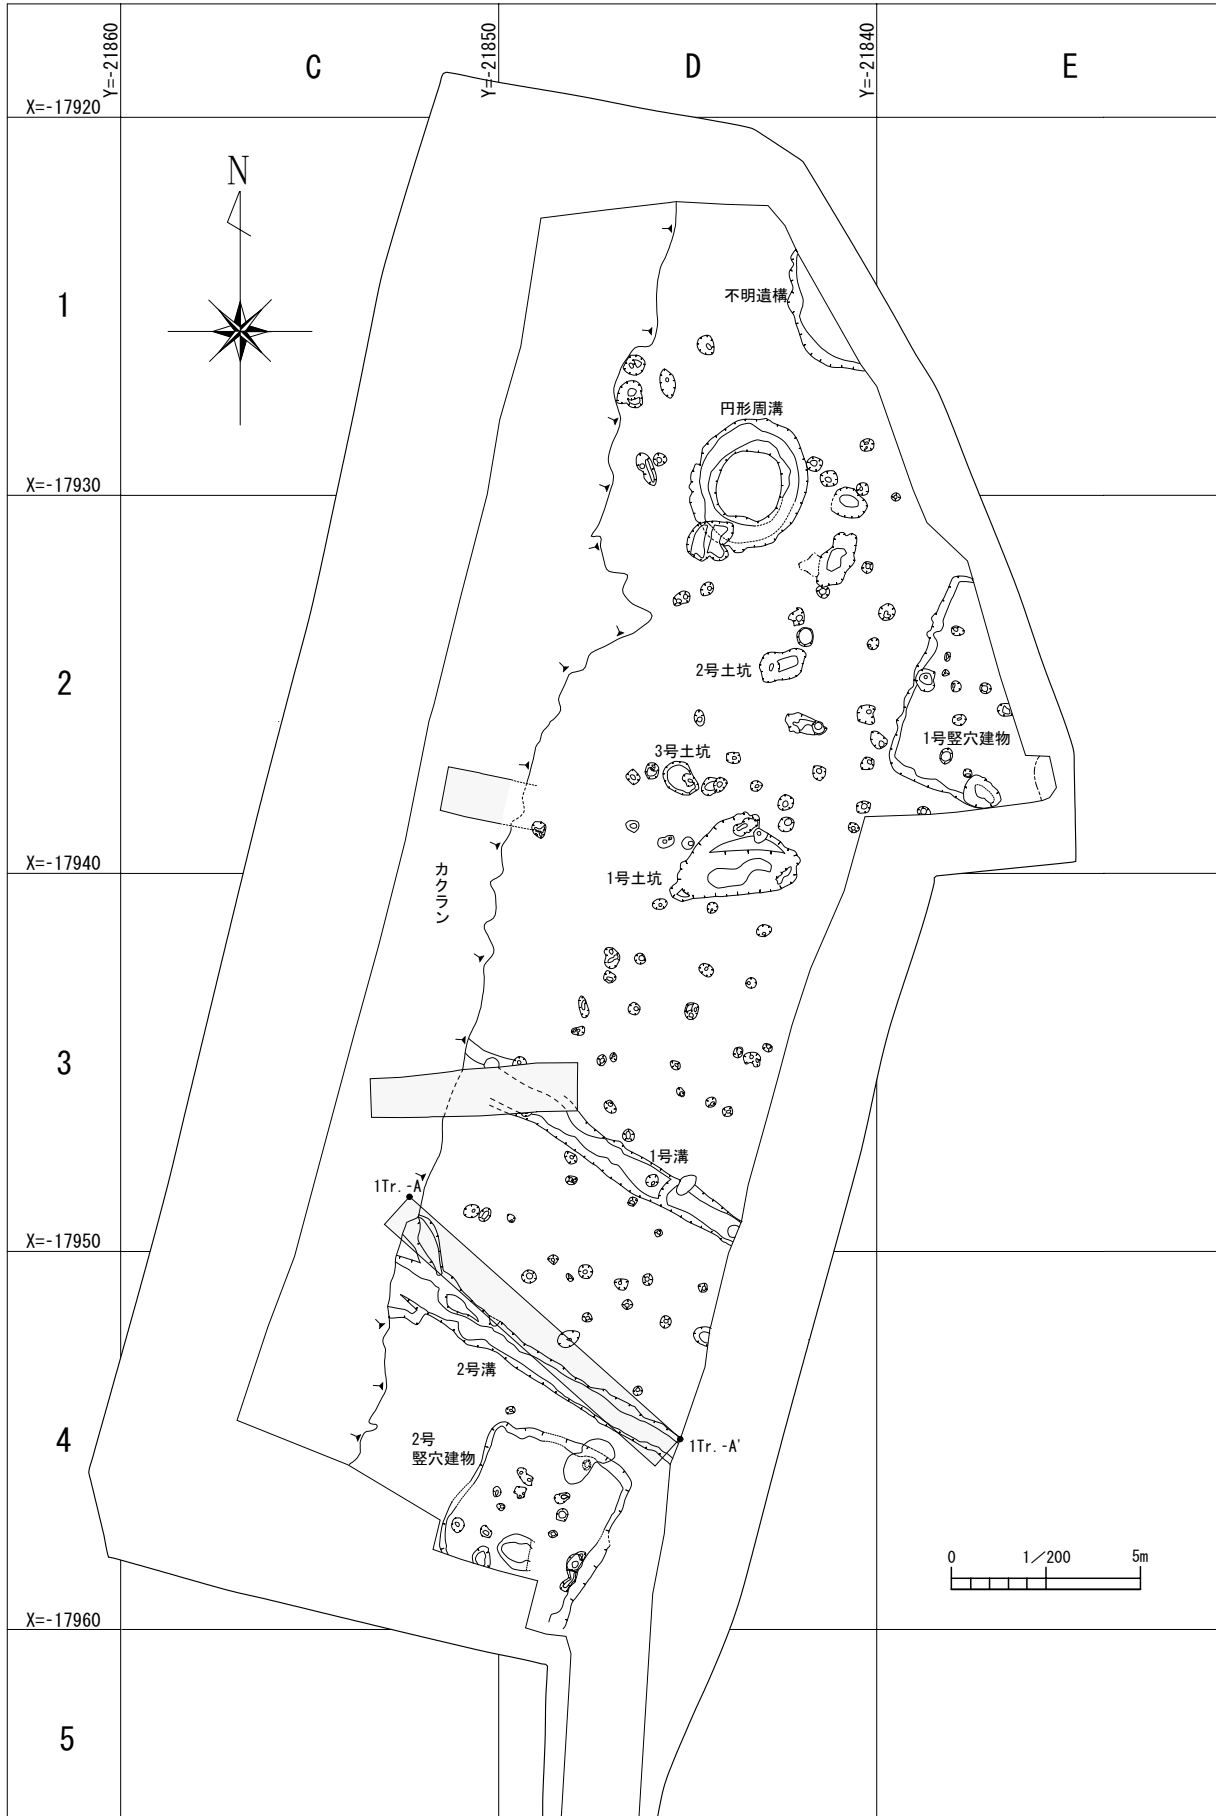 Y=-21860
Y=-21850
Y=-21840
C
D
E
X=-17920
N
1
不明遺構
円形周溝
X=-17930
2
2号土坑
3号土坑
1号竪穴建物
X=-17940
カクラン
1号土坑
3
1号溝
1Tr.-A
X=-17950
2号溝
4
2号
竪穴建物
1Tr.-A'
0 1/200 5m
X=-17960
5